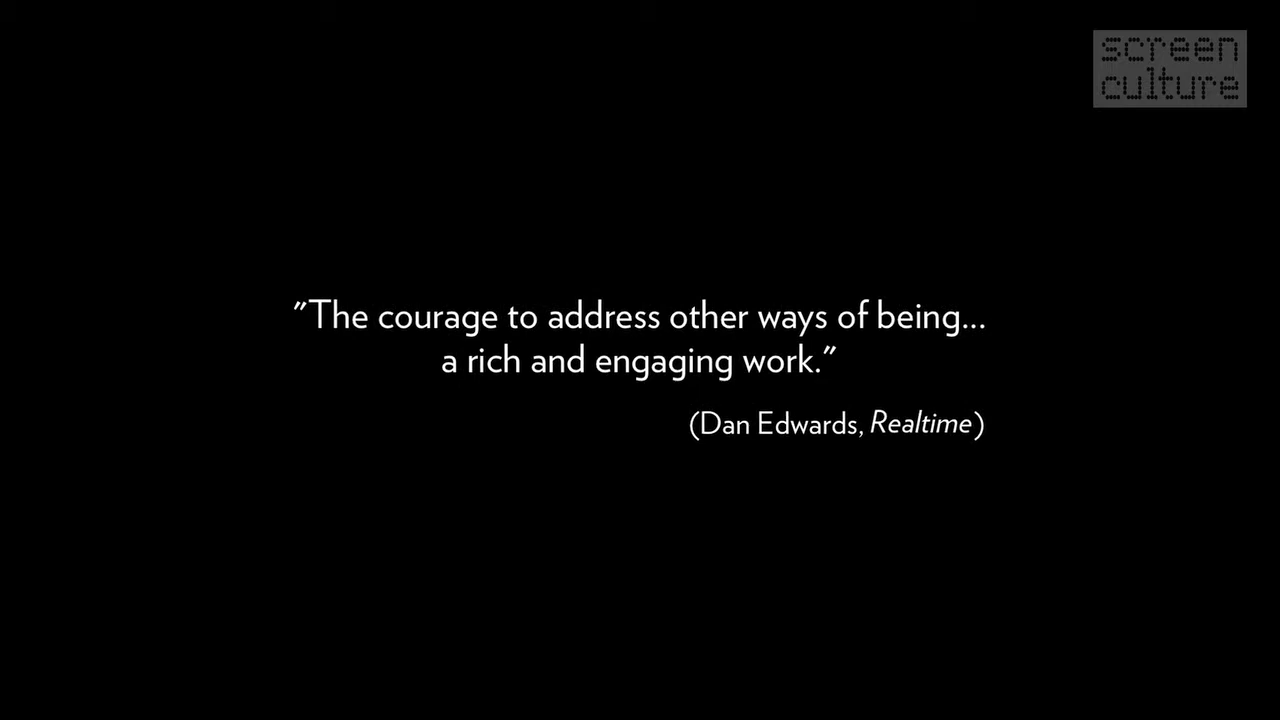 screen
culture
"The courage to address other ways of being...
a rich and engaging work."
(Dan Edwards, Realtime)